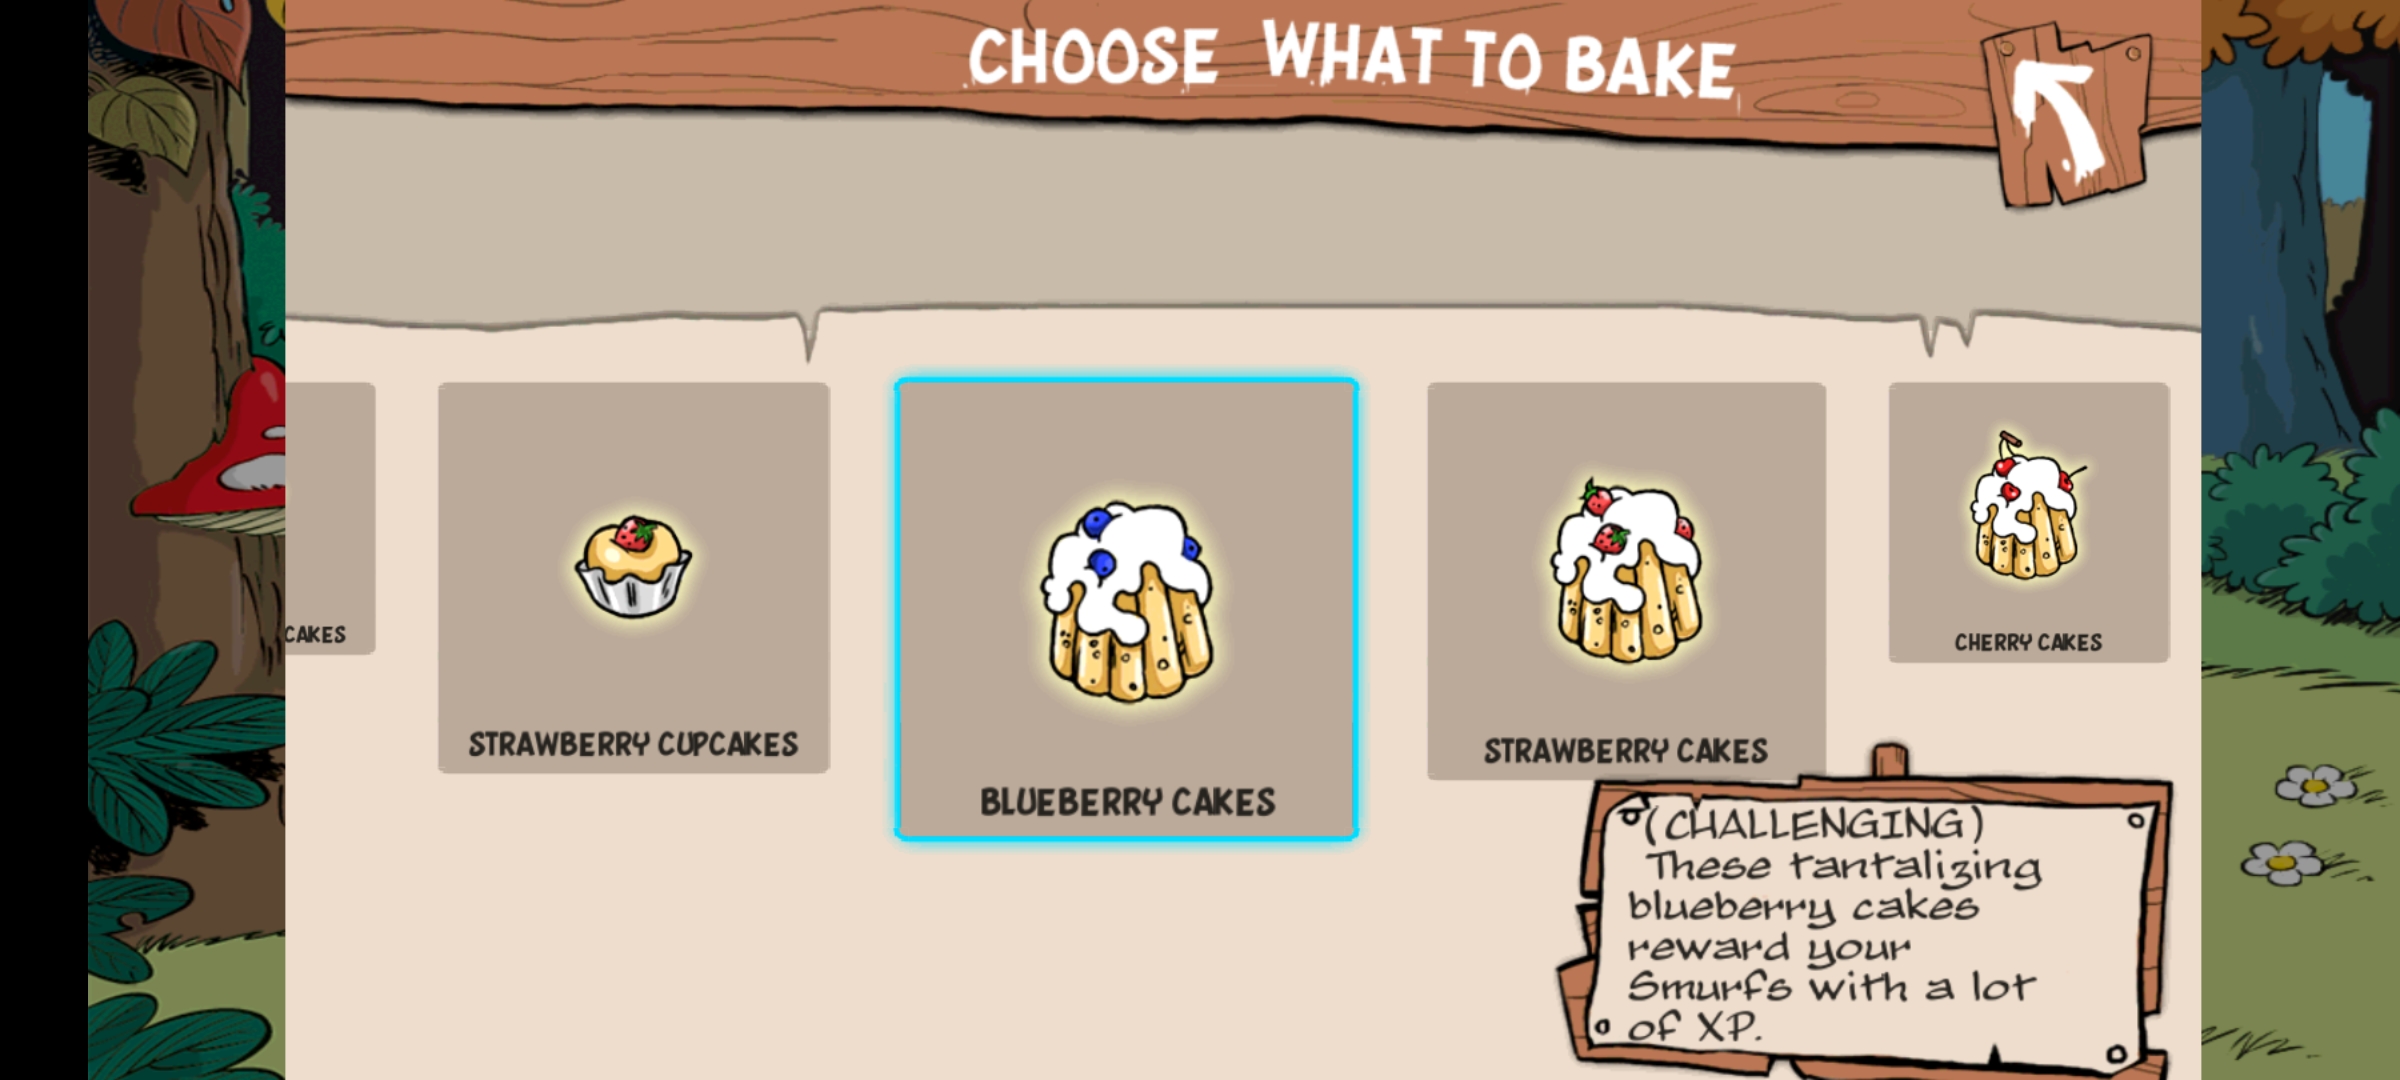 CHOOSE WHAT TO BAKE
CAKES
STRAWBERRY CUPCAKES
BLUEBERRY CAKES
STRAWBERRY CAKES
CHERRY CAKES
(CHALLENGING)
These tantalizing
blueberry cakes
reward your
Smurfs with a lot
of XP.